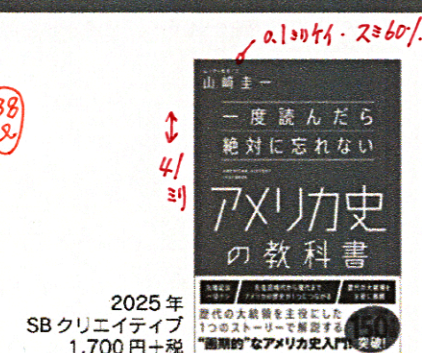 0.1ミリケイ・スミ60%
山﨑圭一
一度読んだら
絶対に忘れない
アメリカ史
の教科書
4/ミリ
2025年
SBクリエイティブ
1,700円+税
歴代の大統領を主役にした
1つのストーリーで解説する
"画期的"なアメリカ史入門!
150
突破!